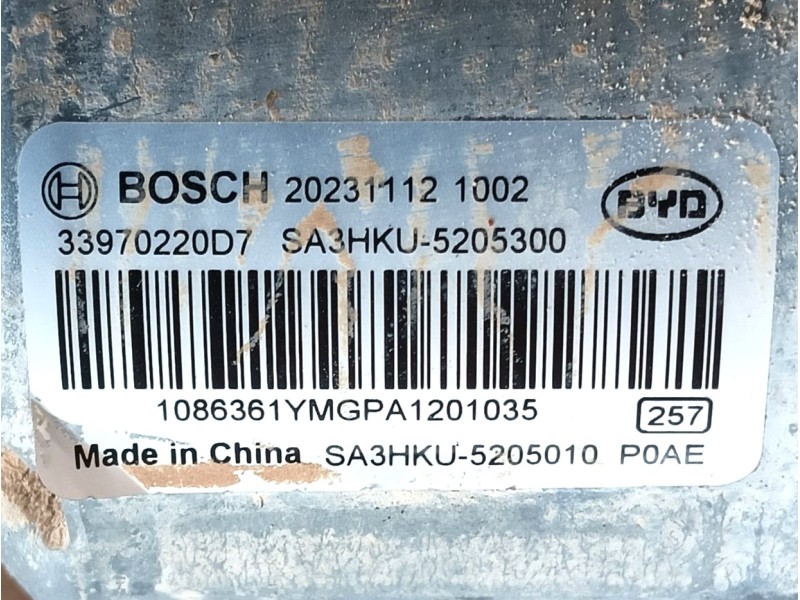 BOSCH 20231112 1002 BYD
33970220D7 SA3HKU-5205300
1086361YMGPA1201035 257
Made in China SA3HKU-5205010 P0AE